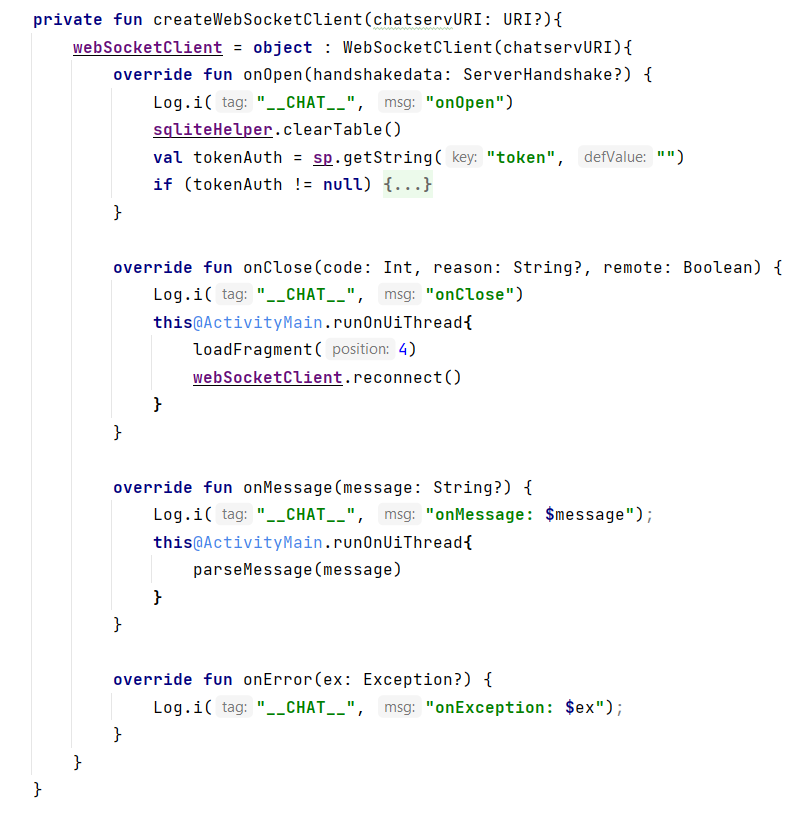 private fun createWebSocketClient(chatservURI: URI?){
webSocketClient = object : WebSocketClient(chatservURI){
override fun onOpen(handshakedata: ServerHandshake?) {
Log.i( tag: "__CHAT__", msg: "onOpen")
sqliteHelper.clearTable()
val tokenAuth = sp.getString( key: "token", defValue: "")
if (tokenAuth != null) {...}
}
override fun onClose(code: Int, reason: String?, remote: Boolean) {
Log.i( tag: "__CHAT__", msg: "onClose")
this@ActivityMain.runOnUiThread{
loadFragment( position: 4)
webSocketClient.reconnect()
}
}
override fun onMessage(message: String?) {
Log.i( tag: "__CHAT__", msg: "onMessage: $message");
this@ActivityMain.runOnUiThread{
parseMessage(message)
}
}
override fun onError(ex: Exception?) {
Log.i( tag: "__CHAT__", msg: "onException: $ex");
}
}
}